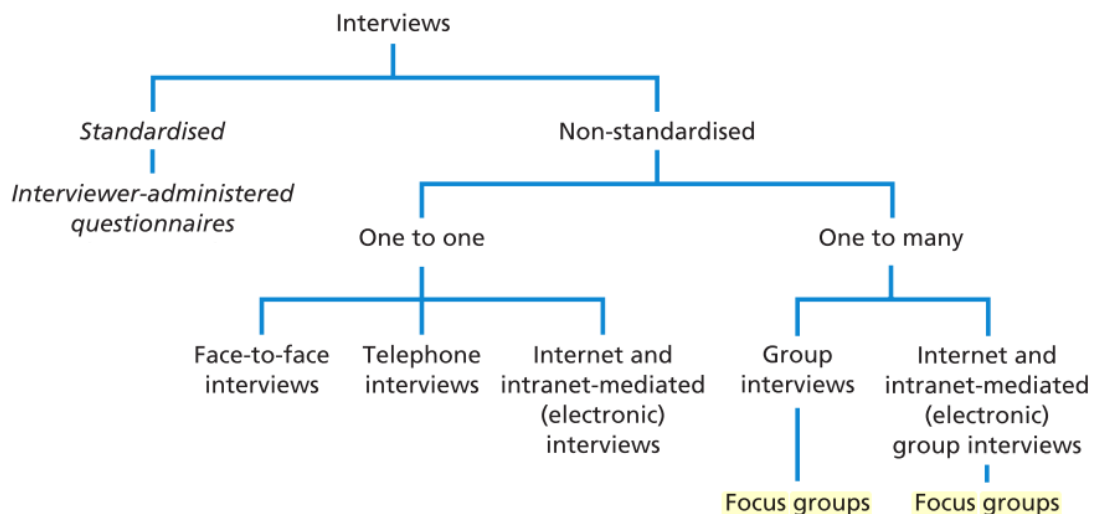 Interviews
Standardised
Non-standardised
Interviewer-administered
questionnaires
One to one
One to many
Face-to-face
interviews
Telephone
interviews
Internet and
intranet-mediated
(electronic)
interviews
Group
interviews
Internet and
intranet-mediated
(electronic)
group interviews
Focus groups
Focus groups